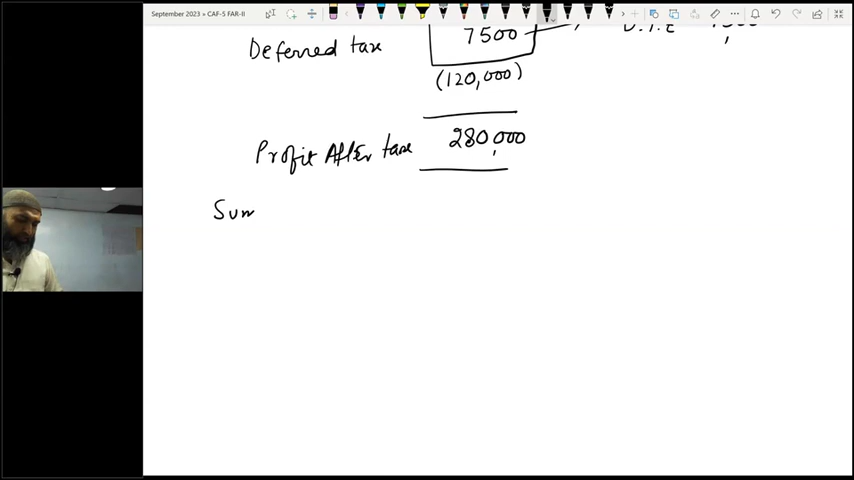 September 2023 » CAF-5 FAR-II
Deferred tax 7500
(120,000)
Profit After tax 280,000
Sum